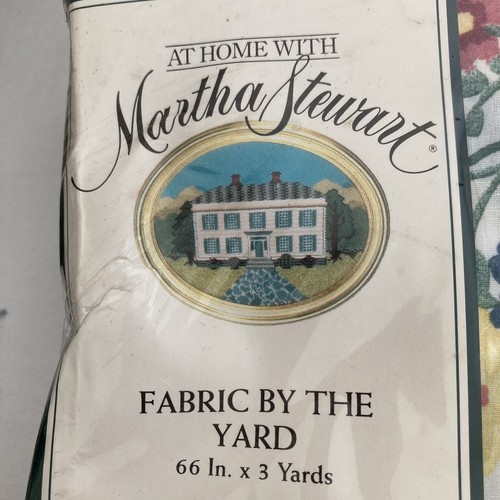 AT HOME WITH
Martha Stewart®
FABRIC BY THE
YARD
66 In. x 3 Yards